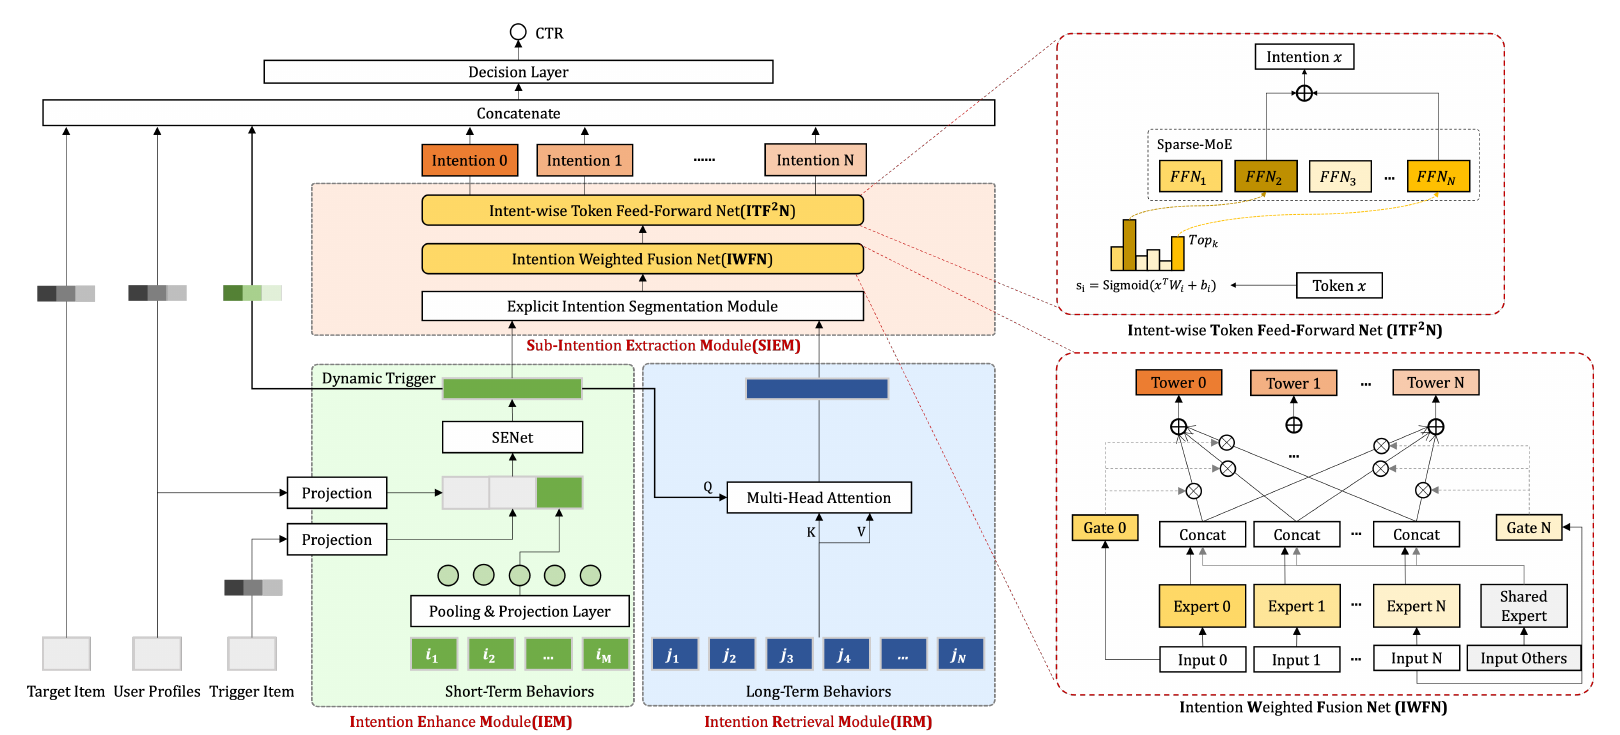 CTR
Decision Layer
Concatenate
Intention 0
Intention 1
......
Intention N
Intent-wise Token Feed-Forward Net(ITF²N)
Intention Weighted Fusion Net(IWFN)
Explicit Intention Segmentation Module
Sub-Intention Extraction Module(SIEM)
Dynamic Trigger
SENet
Projection
Projection
Pooling & Projection Layer
i₁
i₂
...
i_M
Short-Term Behaviors
Intention Enhance Module(IEM)
Q
Multi-Head Attention
K
V
j₁
j₂
j₃
j₄
...
j_N
Long-Term Behaviors
Intention Retrieval Module(IRM)
Target Item
User Profiles
Trigger Item
Intention x
Sparse-MoE
FFN₁
FFN₂
FFN₃
...
FFN_N
Top_k
s_i = Sigmoid(x^T W_i + b_i)
Token x
Intent-wise Token Feed-Forward Net (ITF²N)
Tower 0
Tower 1
...
Tower N
...
Gate 0
Concat
Concat
...
Concat
Gate N
Expert 0
Expert 1
...
Expert N
Shared
Expert
Input 0
Input 1
...
Input N
Input Others
Intention Weighted Fusion Net (IWFN)